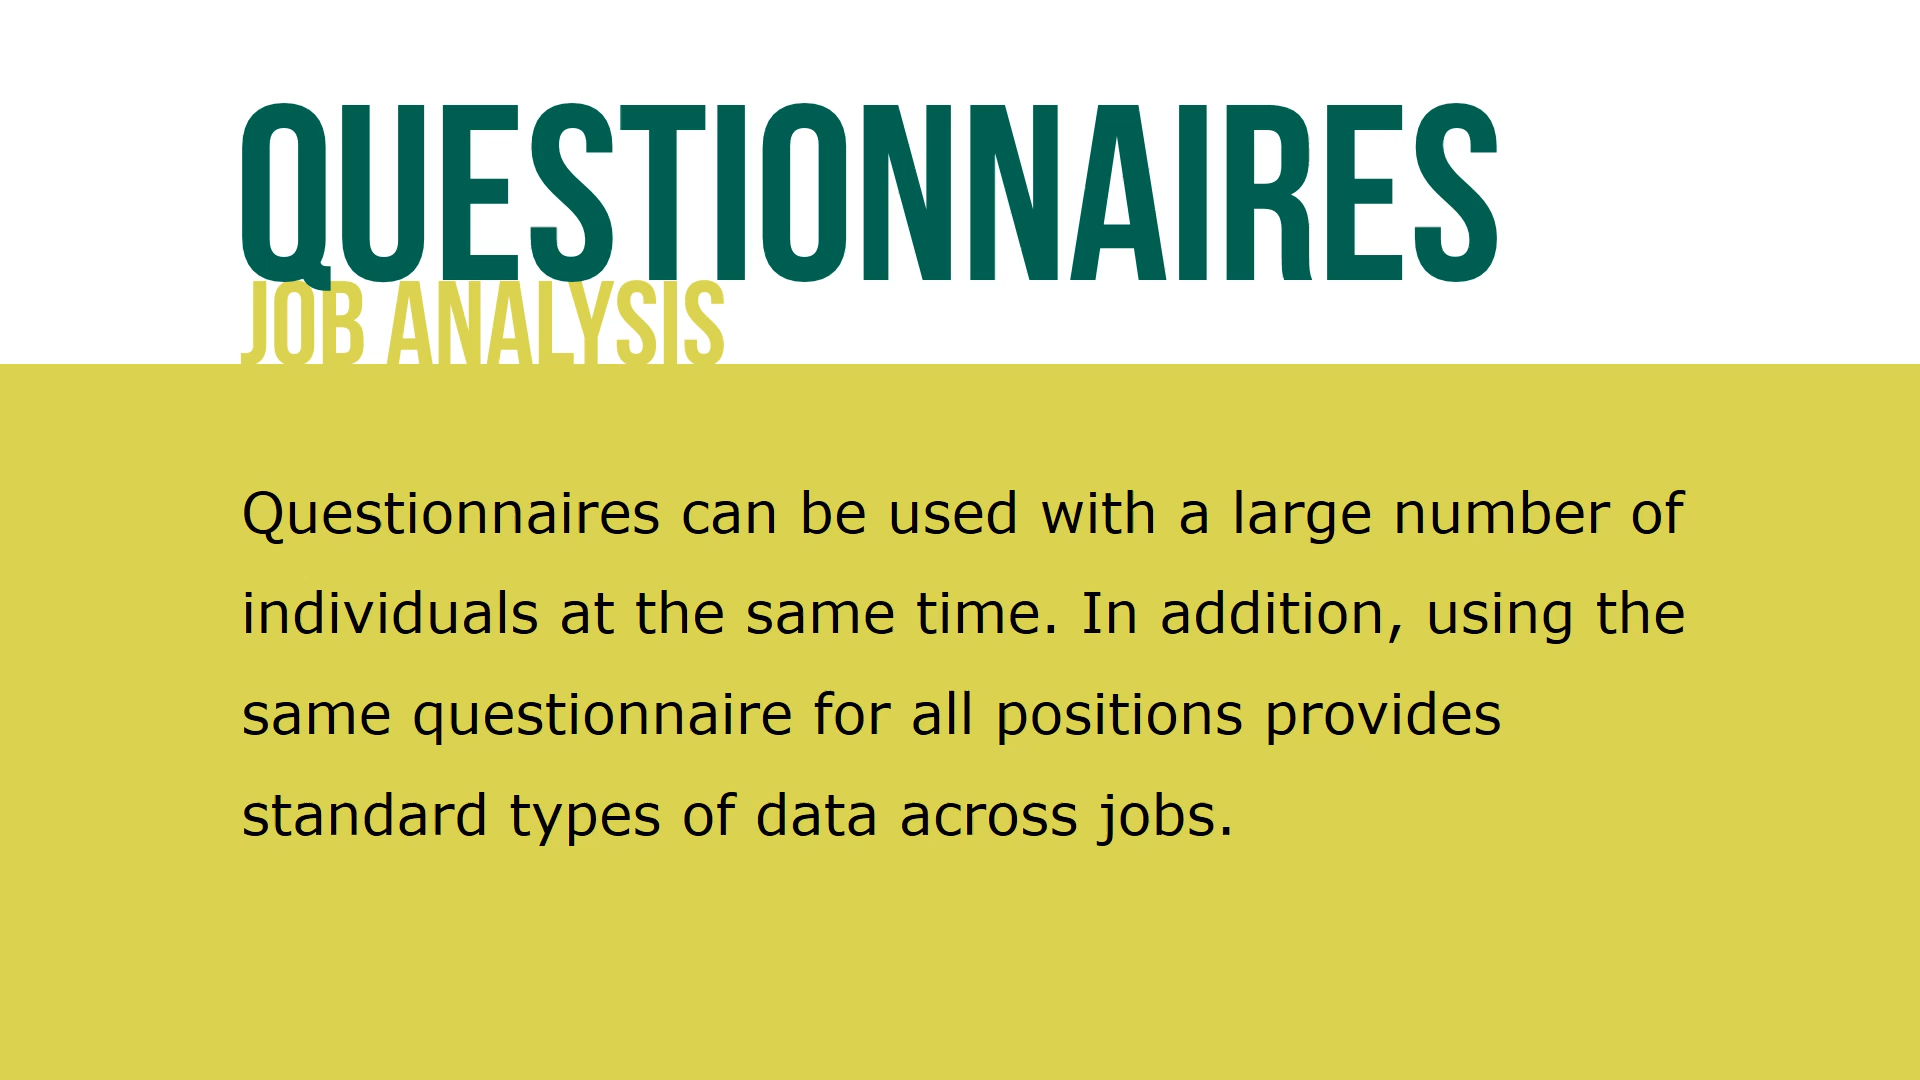 QUESTIONNAIRES
JOB ANALYSIS
Questionnaires can be used with a large number of
individuals at the same time. In addition, using the
same questionnaire for all positions provides
standard types of data across jobs.